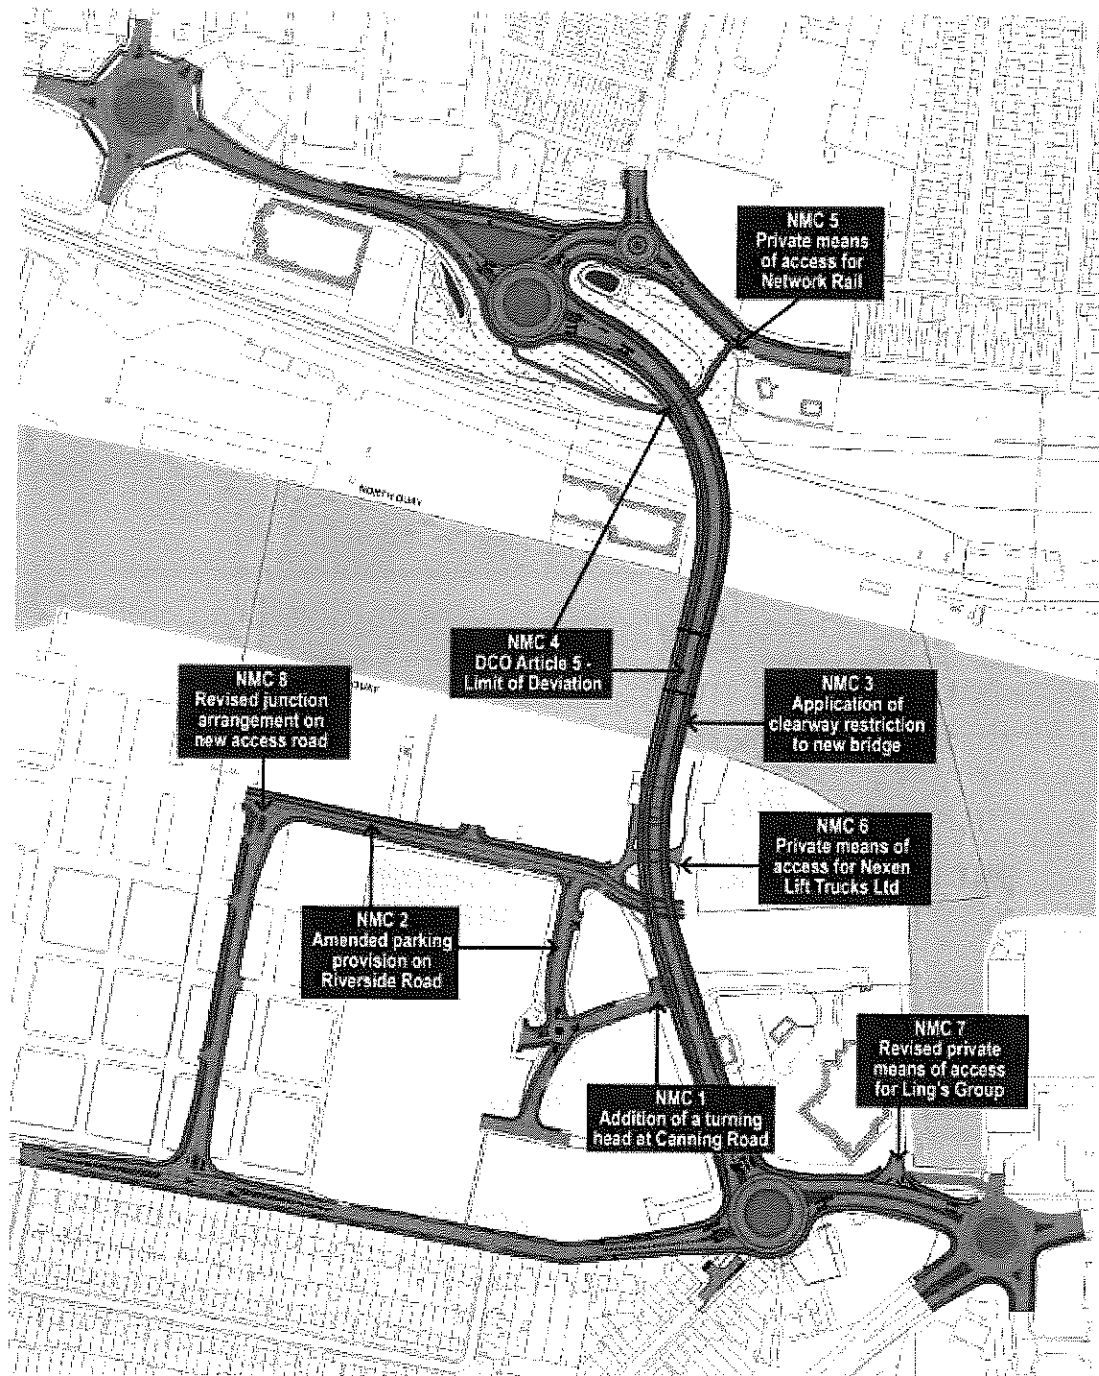 NMC 5
Private means
of access for
Network Rail
NORTH QUAY
NMC 4
DCO Article 5 -
Limit of Deviation
NMC 8
Revised junction
arrangement on
new access road
QUAY
NMC 3
Application of
clearway restriction
to new bridge
NMC 6
Private means of
access for Nexen
Lift Trucks Ltd
NMC 2
Amended parking
provision on
Riverside Road
NMC 7
Revised private
means of access
for Ling's Group
NMC 1
Addition of a turning
head at Canning Road